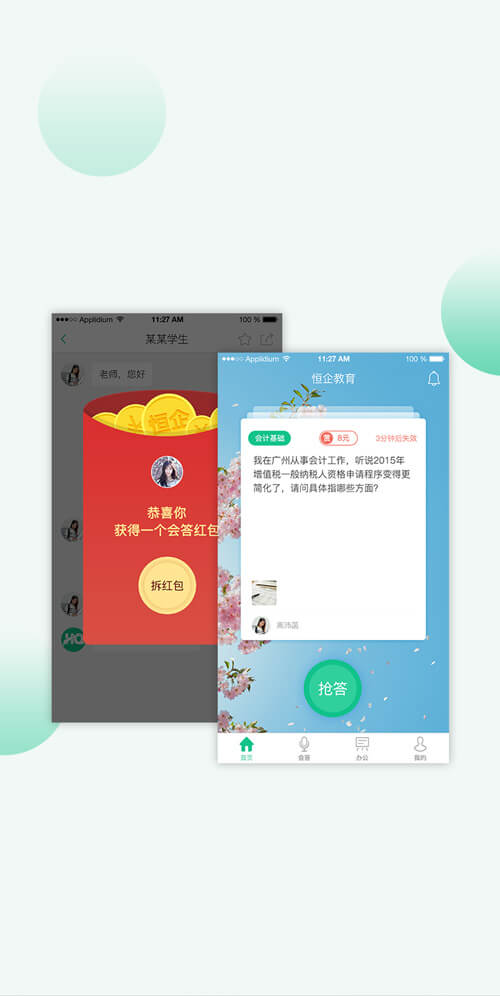 ●●●○○ Applidium 11:27 AM 100 %
某某学生
老师，您好
恒企
恭喜你
获得一个会答红包
拆红包
HQ
●●●○○ Applidium 11:27 AM 100 %
恒企教育
会计基础
赏 8元
3分钟后失效
我在广州从事会计工作，听说2015年
增值税一般纳税人资格申请程序变得更
简化了，请问具体指哪些方面？
抢答
首页 会答 办公 我的